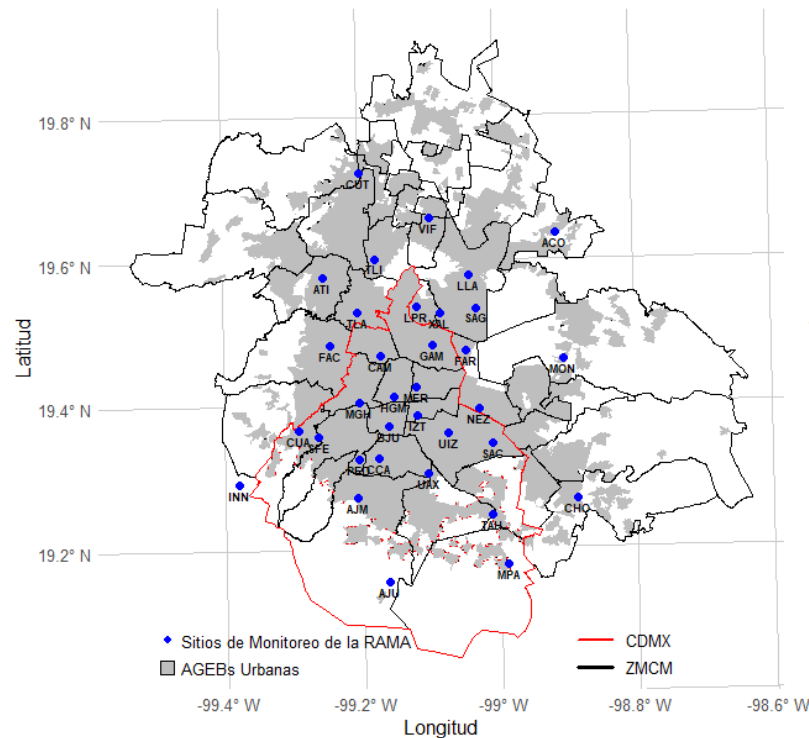 19.8° N
CUT
VIF
ACO
19.6° N
TLI
LLA
ATI
TLA
LPR
XAL
SAG
FAC
CAM
GAM
FAR
MON
Latitud
19.4° N
MGH
HGM
MER
IZT
NEZ
CUA
SFE
BJU
UIZ
SAC
PED
CCA
UAX
INN
AJM
TAH
CHO
19.2° N
AJU
MPA
Sitios de Monitoreo de la RAMA
CDMX
AGEBs Urbanas
ZMCM
-99.4° W
-99.2° W
-99° W
-98.8° W
-98.6° W
Longitud